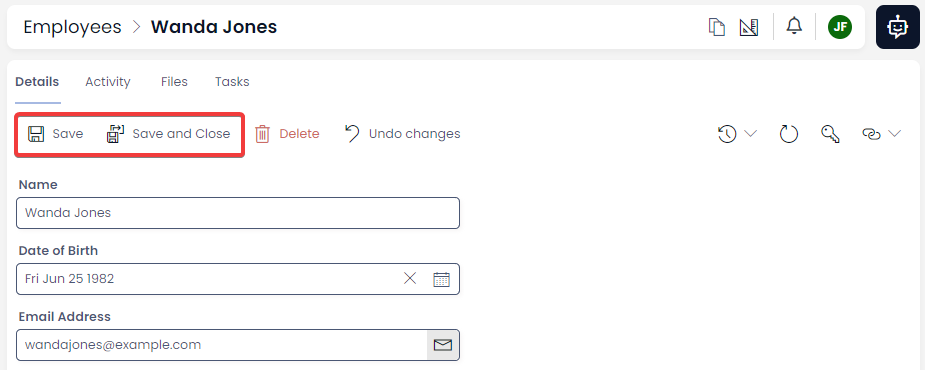 Employees > Wanda Jones
JF
Details Activity Files Tasks
Save Save and Close Delete Undo changes
Name
Wanda Jones
Date of Birth
Fri Jun 25 1982
Email Address
wandajones@example.com